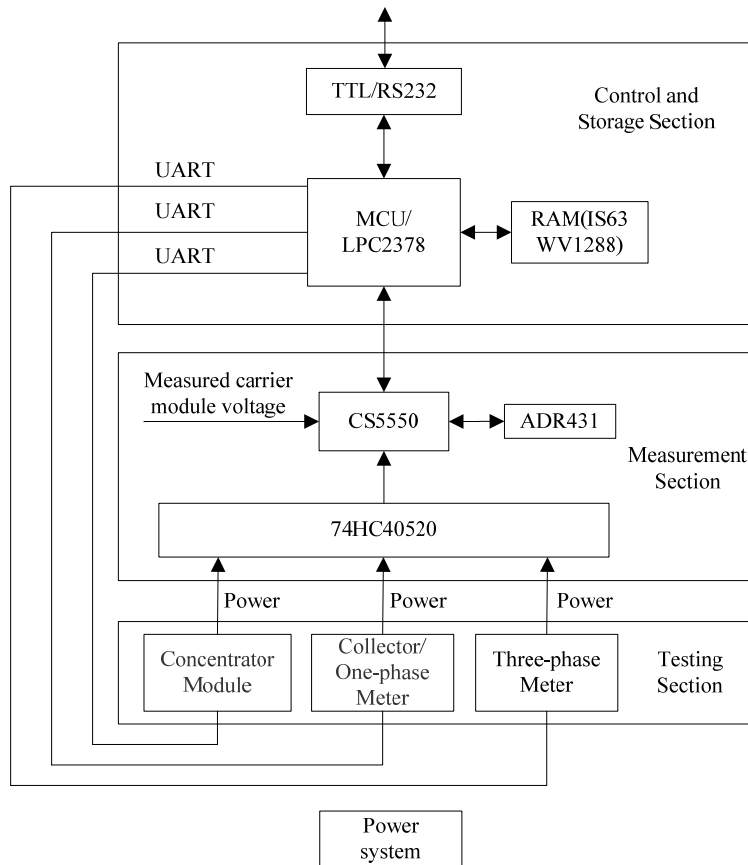 TTL/RS232
Control and
Storage Section
UART
UART
UART
MCU/
LPC2378
RAM(IS63
WV1288)
Measured carrier
module voltage
CS5550
ADR431
Measurement
Section
74HC40520
Power
Power
Power
Concentrator
Module
Collector/
One-phase
Meter
Three-phase
Meter
Testing
Section
Power
system